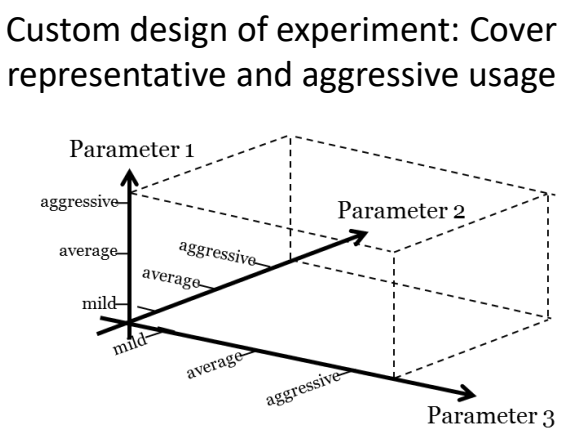 Custom design of experiment: Cover
representative and aggressive usage
Parameter 1
aggressive
average
mild
Parameter 2
aggressive
average
mild
average
aggressive
Parameter 3